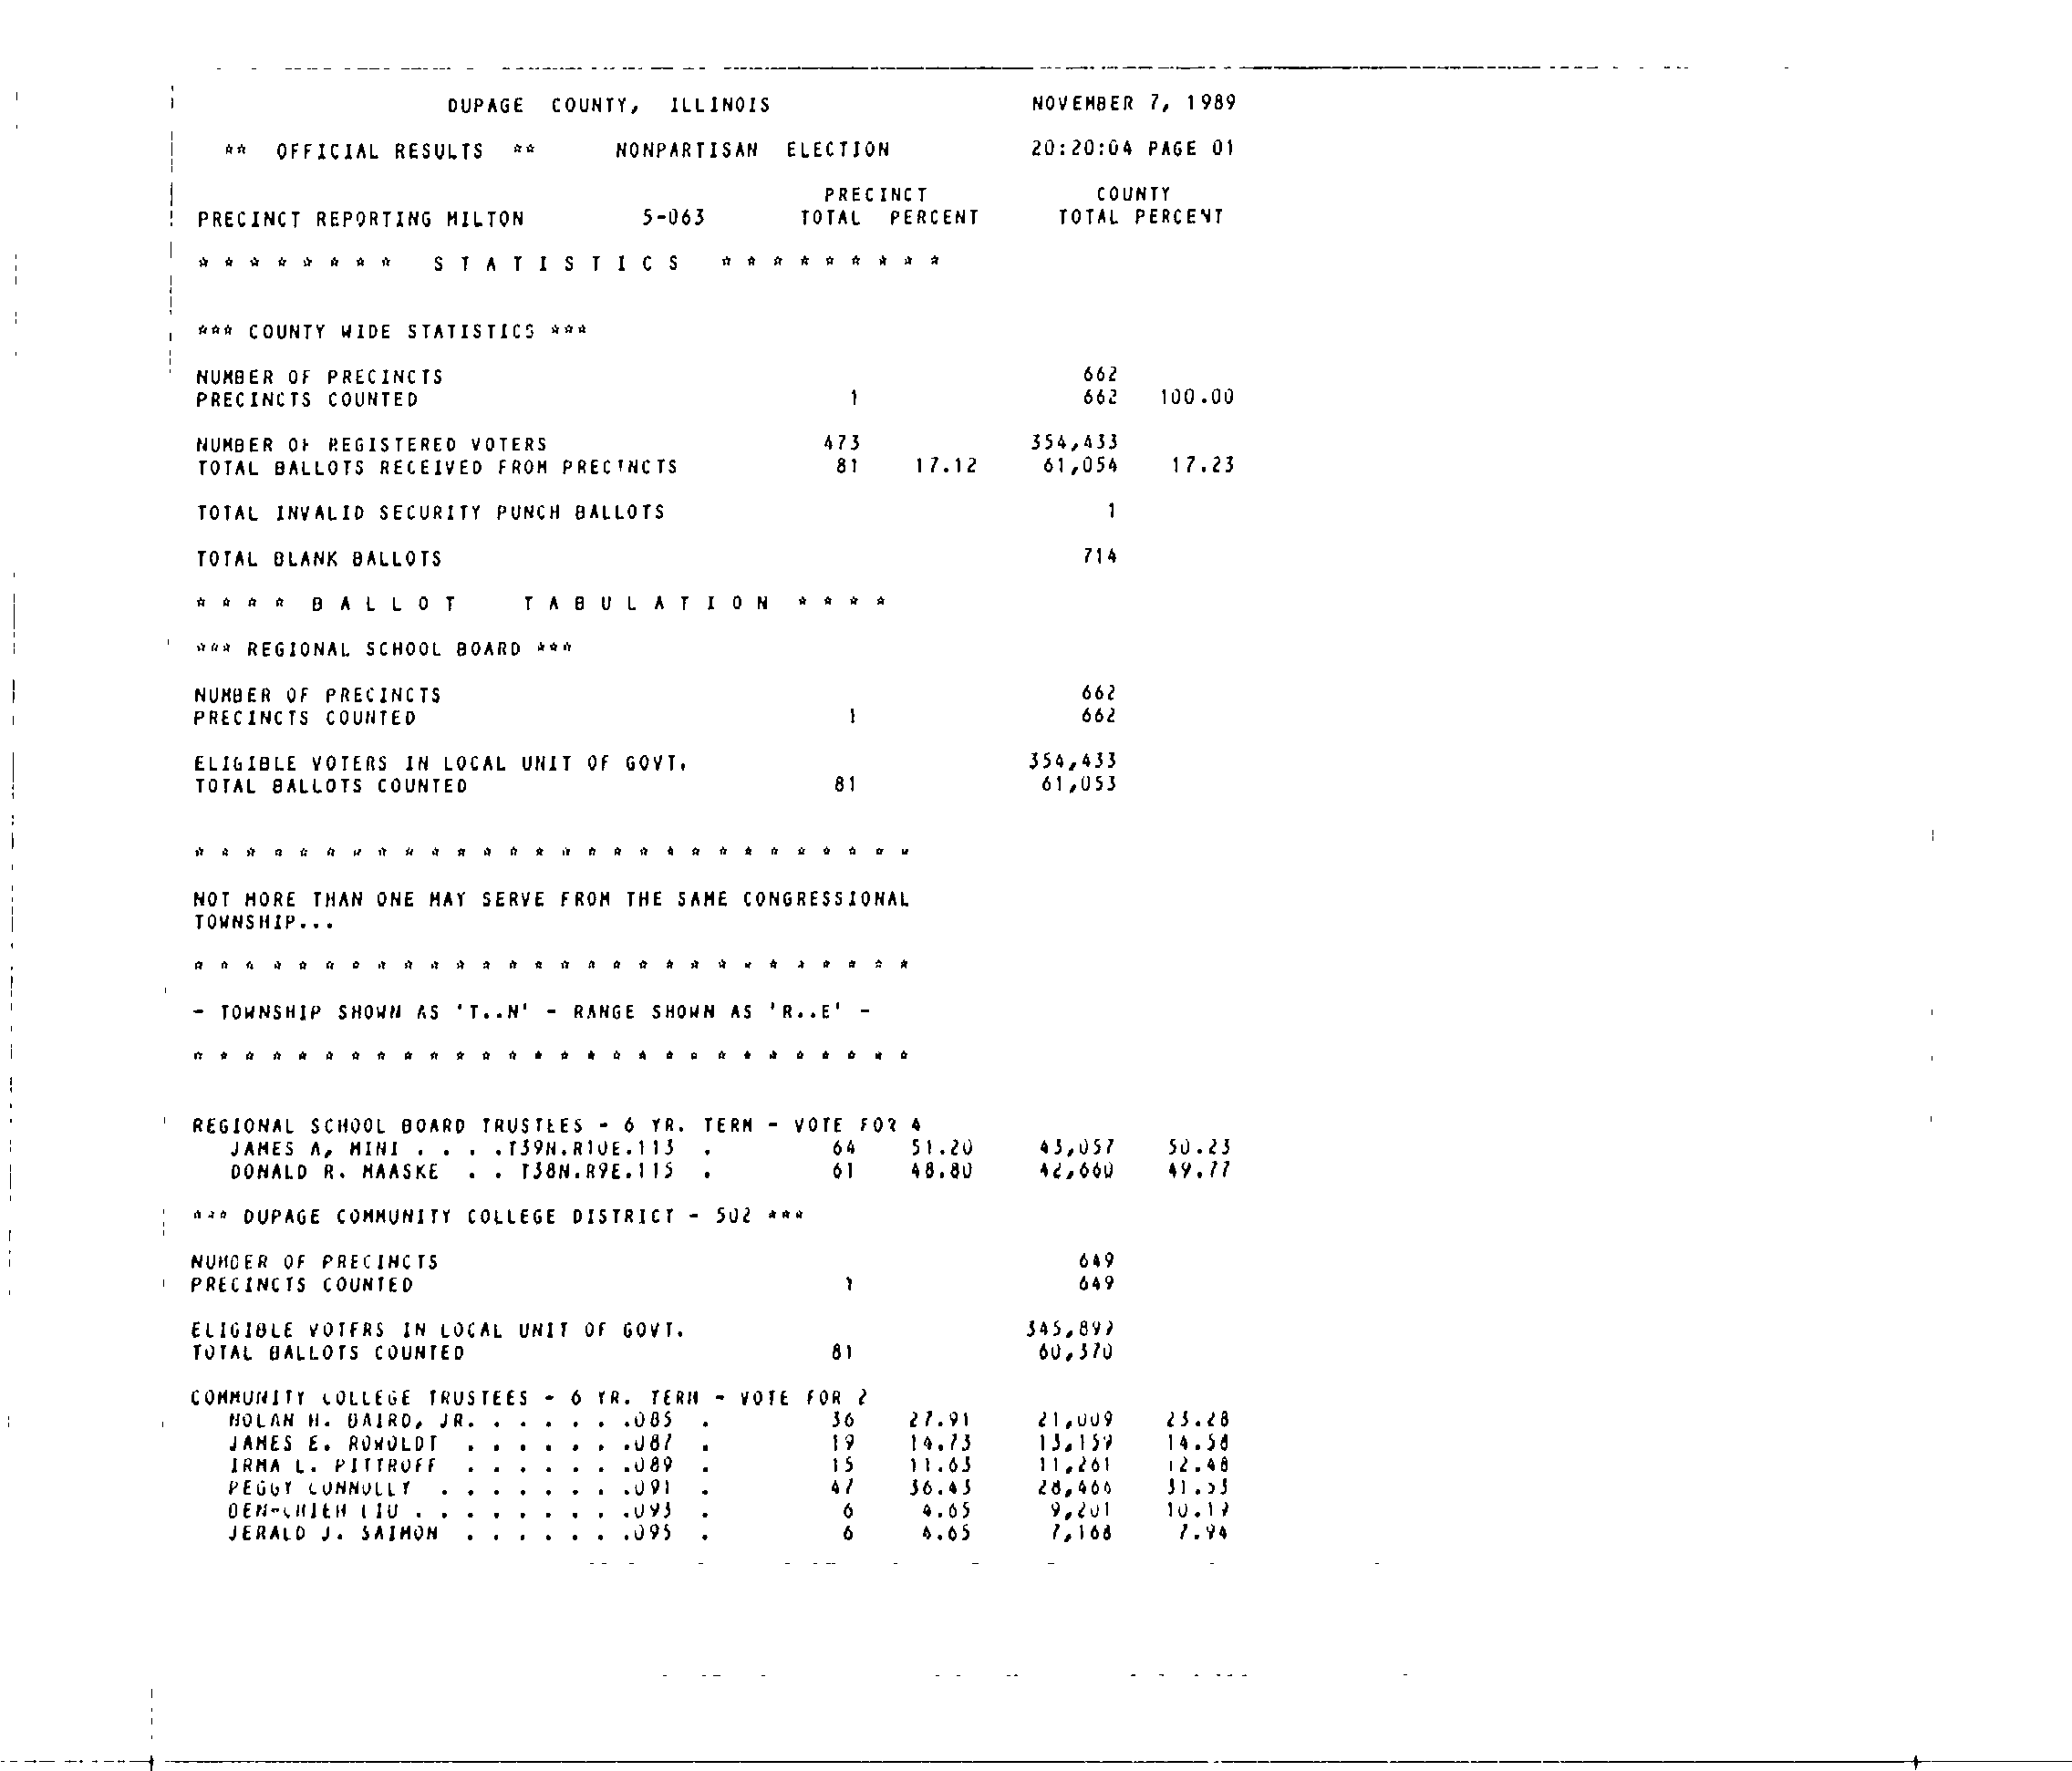 DUPAGE COUNTY, ILLINOIS NOVEMBER 7, 1989
** OFFICIAL RESULTS ** NONPARTISAN ELECTION 20:20:04 PAGE 01
PRECINCT COUNTY
PRECINCT REPORTING MILTON 5-063 TOTAL PERCENT TOTAL PERCENT
* * * * * * * * S T A T I S T I C S * * * * * * * * *
*** COUNTY WIDE STATISTICS ***
NUMBER OF PRECINCTS 662
PRECINCTS COUNTED 1 662 100.00
NUMBER OF REGISTERED VOTERS 473 354,433
TOTAL BALLOTS RECEIVED FROM PRECINCTS 81 17.12 61,054 17.23
TOTAL INVALID SECURITY PUNCH BALLOTS 1
TOTAL BLANK BALLOTS 714
* * * * B A L L O T T A B U L A T I O N * * * *
*** REGIONAL SCHOOL BOARD ***
NUMBER OF PRECINCTS 662
PRECINCTS COUNTED 1 662
ELIGIBLE VOTERS IN LOCAL UNIT OF GOVT. 354,433
TOTAL BALLOTS COUNTED 81 61,053
* * * * * * * * * * * * * * * * * * * * * * * * * * * *
NOT MORE THAN ONE MAY SERVE FROM THE SAME CONGRESSIONAL
TOWNSHIP...
* * * * * * * * * * * * * * * * * * * * * * * * * * * *
- TOWNSHIP SHOWN AS 'T..N' - RANGE SHOWN AS 'R..E' -
* * * * * * * * * * * * * * * * * * * * * * * * * * * *
REGIONAL SCHOOL BOARD TRUSTEES - 6 YR. TERM - VOTE FOR 4
JAMES A, MINI . . . .T39N.R10E.113 . 64 51.20 43,057 50.23
DONALD R. MAASKE . . T38N.R9E.115 . 61 48.80 42,660 49.77
*** DUPAGE COMMUNITY COLLEGE DISTRICT - 502 ***
NUMBER OF PRECINCTS 649
PRECINCTS COUNTED 1 649
ELIGIBLE VOTERS IN LOCAL UNIT OF GOVT.
TOTAL BALLOTS COUNTED 81 60,370
COMMUNITY COLLEGE TRUSTEES - 6 YR. TERM - VOTE FOR 2
NOLAN H. BAIRD, JR. . . . . . .085 . 36 27.91 21,009 23.28
JAMES E. ROWOLDT . . . . . . .087 . 19 14.73 13,159 14.58
IRMA L. PITTROFF . . . . . . .089 . 15 11.63 11,261 12.48
PEGGY CONNOLLY . . . . . . . .091 . 47 36.43 28,466
DEN-CHIEH LIU . . . . . . . . .093 . 6 4.65 9,201
JERALD J. SAIMON . . . . . . .095 . 6 4.65 7,168 7.94